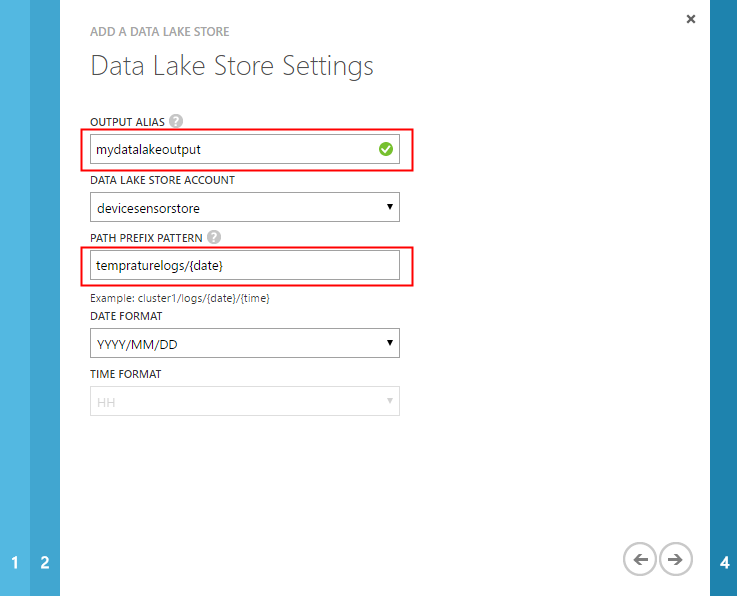 ADD A DATA LAKE STORE
Data Lake Store Settings
OUTPUT ALIAS ?
mydatalakeoutput
DATA LAKE STORE ACCOUNT
devicesensorstore
PATH PREFIX PATTERN ?
tempraturelogs/{date}
Example: cluster1/logs/{date}/{time}
DATE FORMAT
YYYY/MM/DD
TIME FORMAT
HH
1 2 4